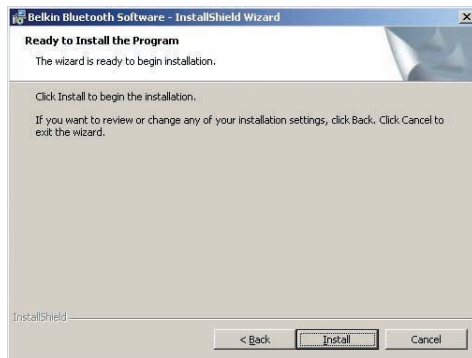 Belkin Bluetooth Software - InstallShield Wizard
Ready to Install the Program
The wizard is ready to begin installation.
Click Install to begin the installation.
If you want to review or change any of your installation settings, click Back. Click Cancel to
exit the wizard.
InstallShield
< Back
Install
Cancel